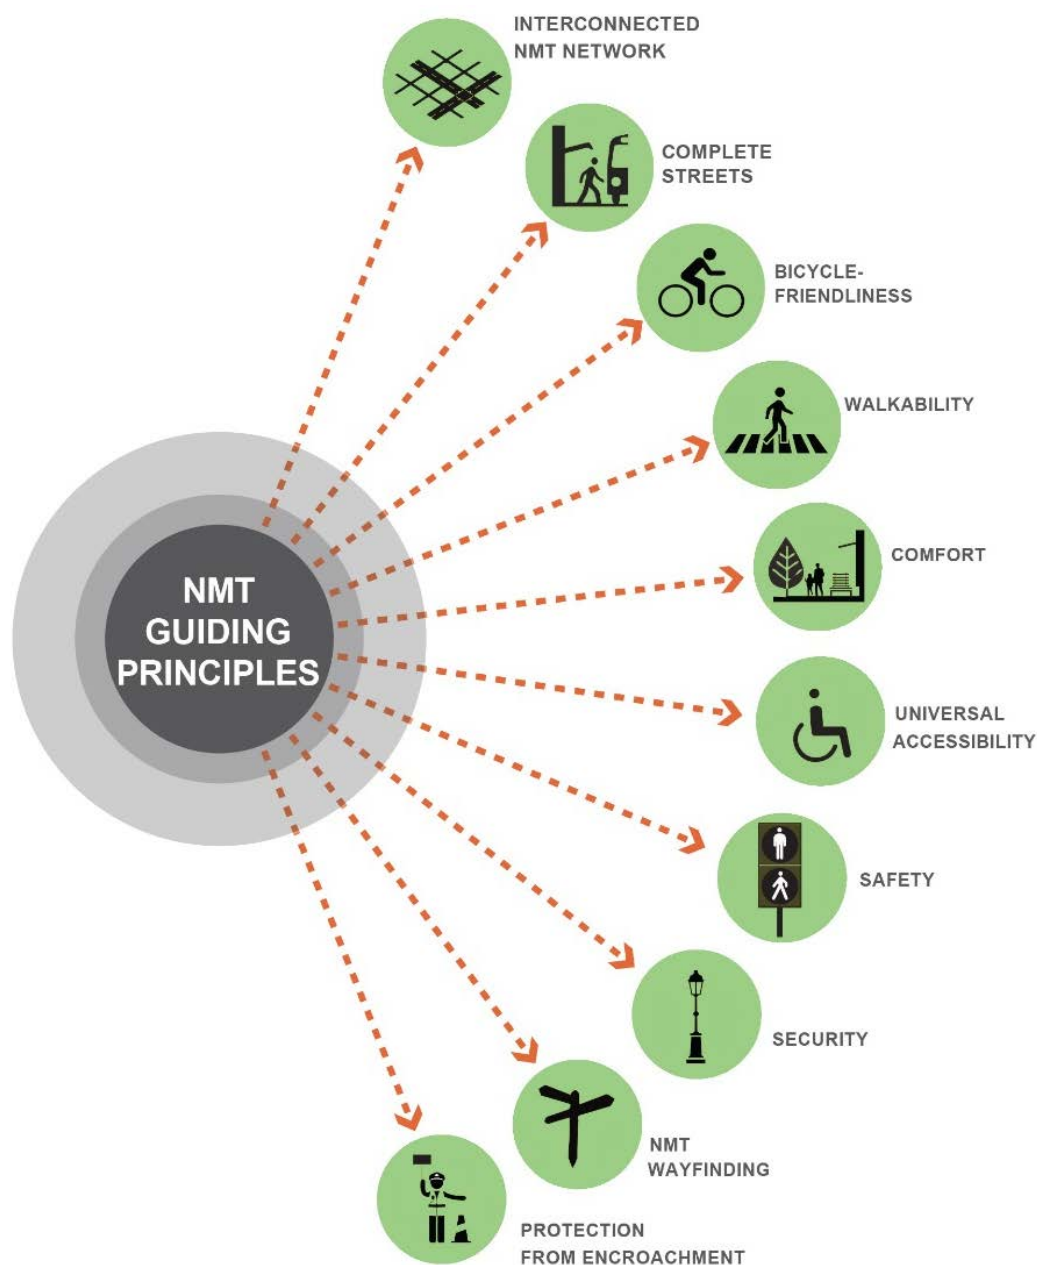 INTERCONNECTED
NMT NETWORK
COMPLETE
STREETS
BICYCLE-
FRIENDLINESS
WALKABILITY
COMFORT
NMT
GUIDING
PRINCIPLES
UNIVERSAL
ACCESSIBILITY
SAFETY
SECURITY
NMT
WAYFINDING
PROTECTION
FROM ENCROACHMENT